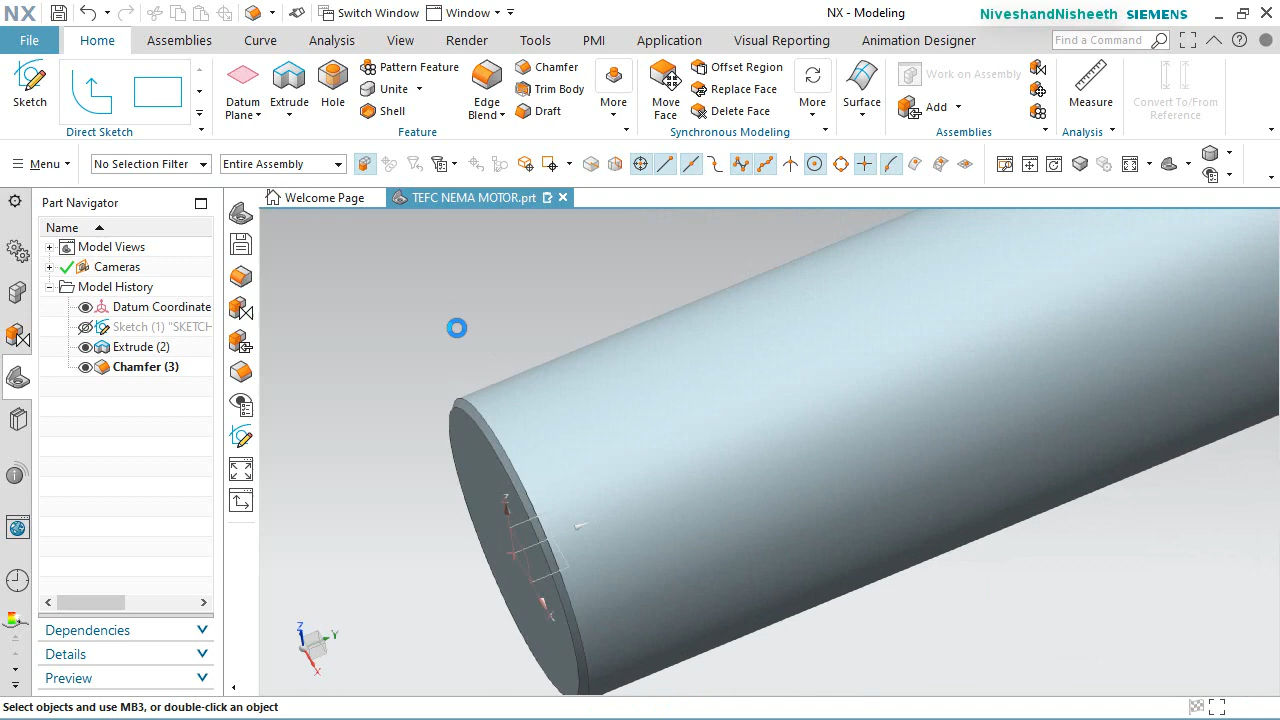 NX
Switch Window
Window
NX - Modeling
NiveshandNisheeth SIEMENS
File
Home
Assemblies
Curve
Analysis
View
Render
Tools
PMI
Application
Visual Reporting
Animation Designer
Find a Command
Sketch
Direct Sketch
Datum Plane
Extrude
Hole
Pattern Feature
Unite
Shell
Edge Blend
Chamfer
Trim Body
Draft
More
Feature
Move Face
Offset Region
Replace Face
Delete Face
More
Synchronous Modeling
Surface
Work on Assembly
Add
Assemblies
Measure
Analysis
Convert To/From Reference
Menu
No Selection Filter
Entire Assembly
Part Navigator
Welcome Page
TEFC NEMA MOTOR.prt
Name
Model Views
Cameras
Model History
Datum Coordinate
Sketch (1) "SKETCH
Extrude (2)
Chamfer (3)
Z
X
Z
Y
X
Dependencies
Details
Preview
Select objects and use MB3, or double-click an object